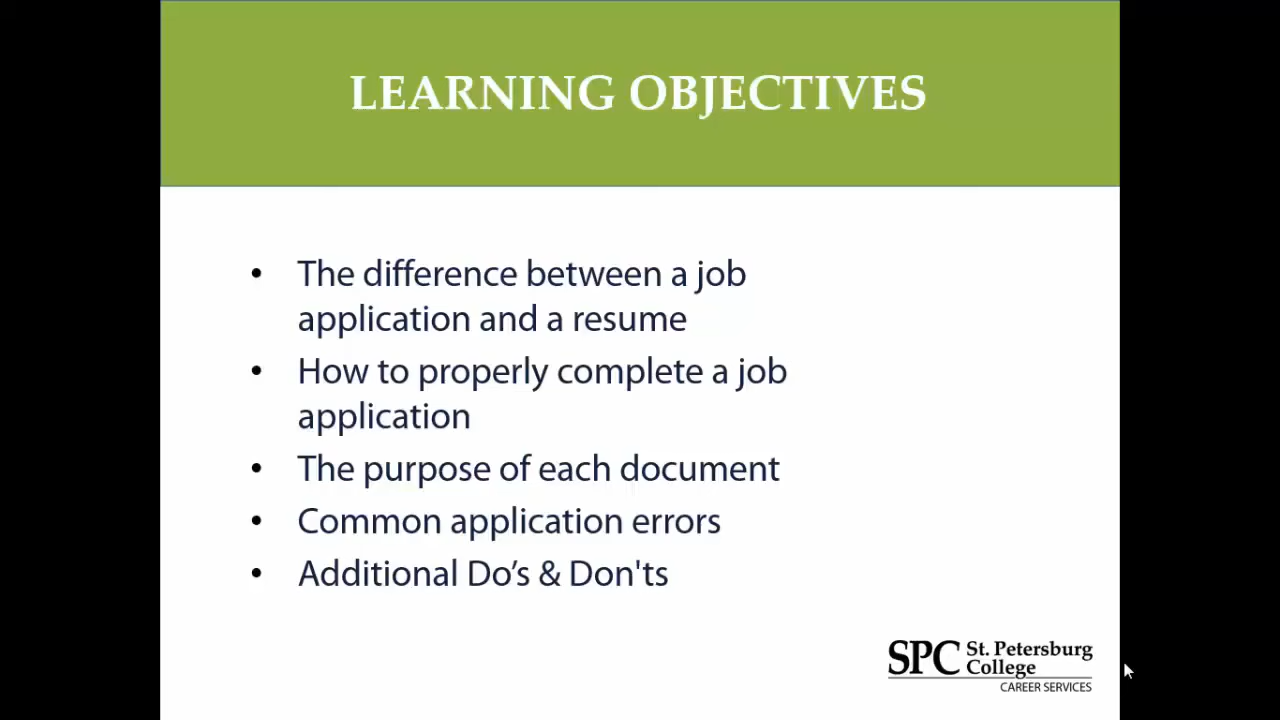 LEARNING OBJECTIVES
• The difference between a job
application and a resume
• How to properly complete a job
application
• The purpose of each document
• Common application errors
• Additional Do’s & Don'ts
SPC St. Petersburg
College
CAREER SERVICES